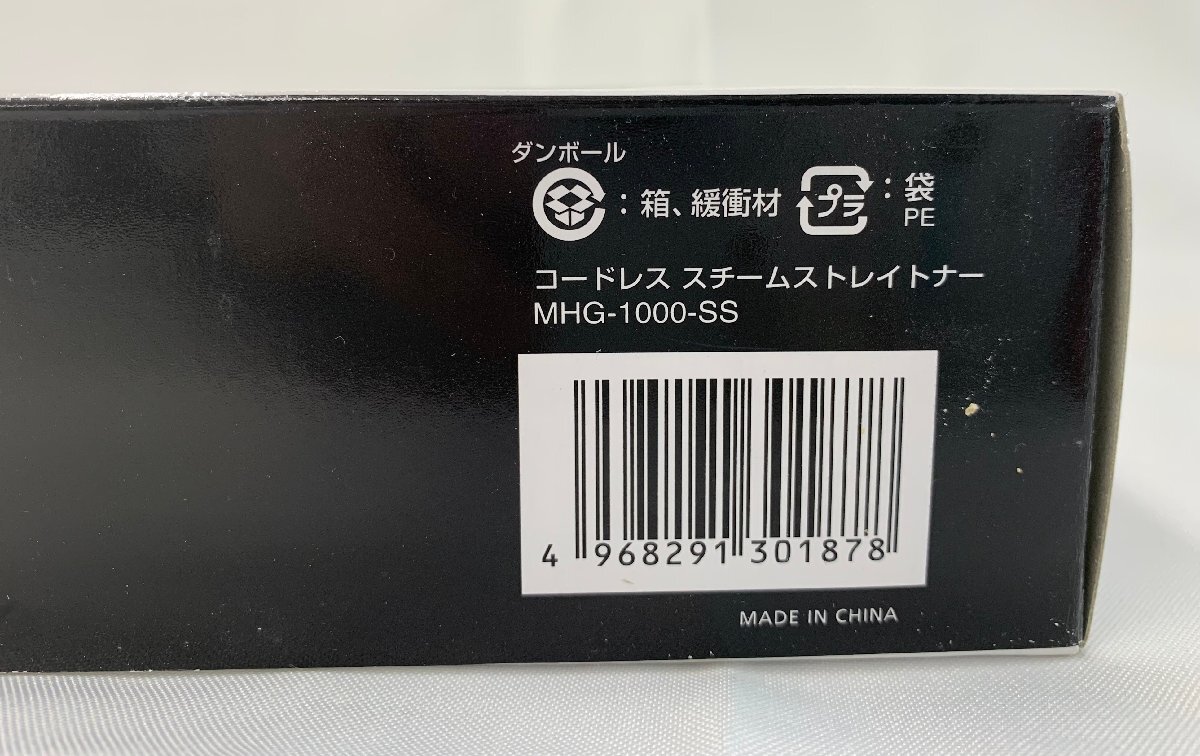 ダンボール
：箱、緩衝材 プラ ：袋
PE
コードレス スチームストレイトナー
MHG-1000-SS
4 968291 301878
MADE IN CHINA